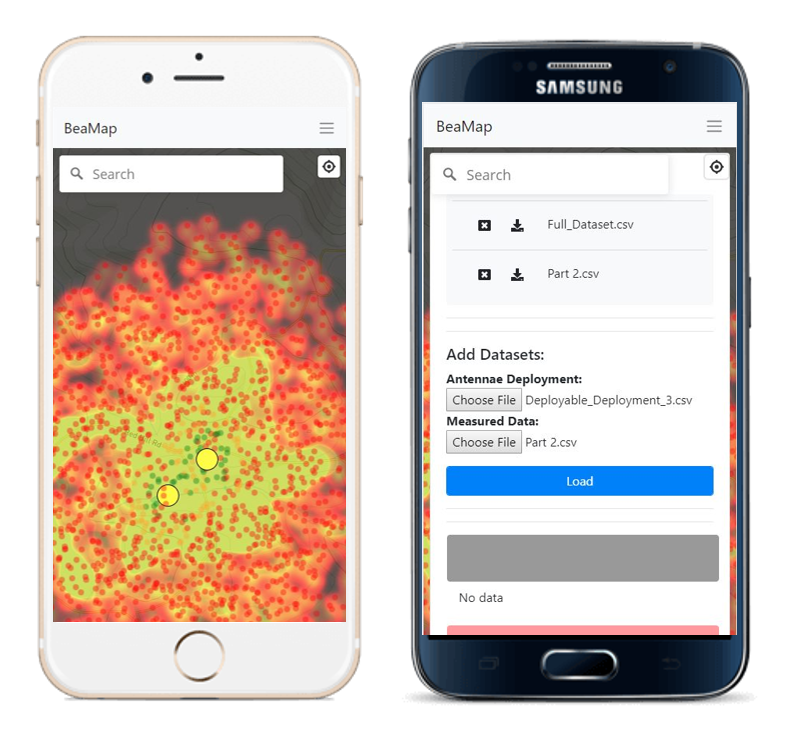 BeaMap
Search
SAMSUNG
BeaMap
Search
Full_Dataset.csv
Part 2.csv
Add Datasets:
Antennae Deployment:
Choose File Deployable_Deployment_3.csv
Measured Data:
Choose File Part 2.csv
Load
No data